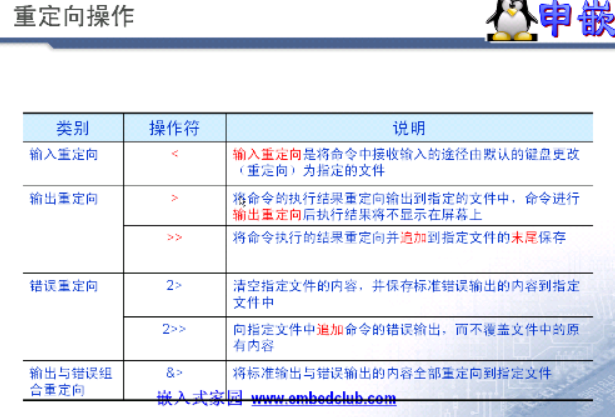 重定向操作
申嵌
类别 操作符 说明
输入重定向 < 输入重定向是将命令中接收输入的途径由默认的键盘更改
（重定向）为指定的文件
输出重定向 > 将命令的执行结果重定向输出到指定的文件中，命令进行
输出重定向后执行结果将不显示在屏幕上
>> 将命令执行的结果重定向并追加到指定文件的末尾保存
错误重定向 2> 清空指定文件的内容，并保存标准错误输出的内容到指定
文件中
2>> 向指定文件中追加命令的错误输出，而不覆盖文件中的原
有内容
输出与错误组 &> 将标准输出与错误输出的内容全部重定向到指定文件
合重定向
嵌入式家园 www.embedclub.com